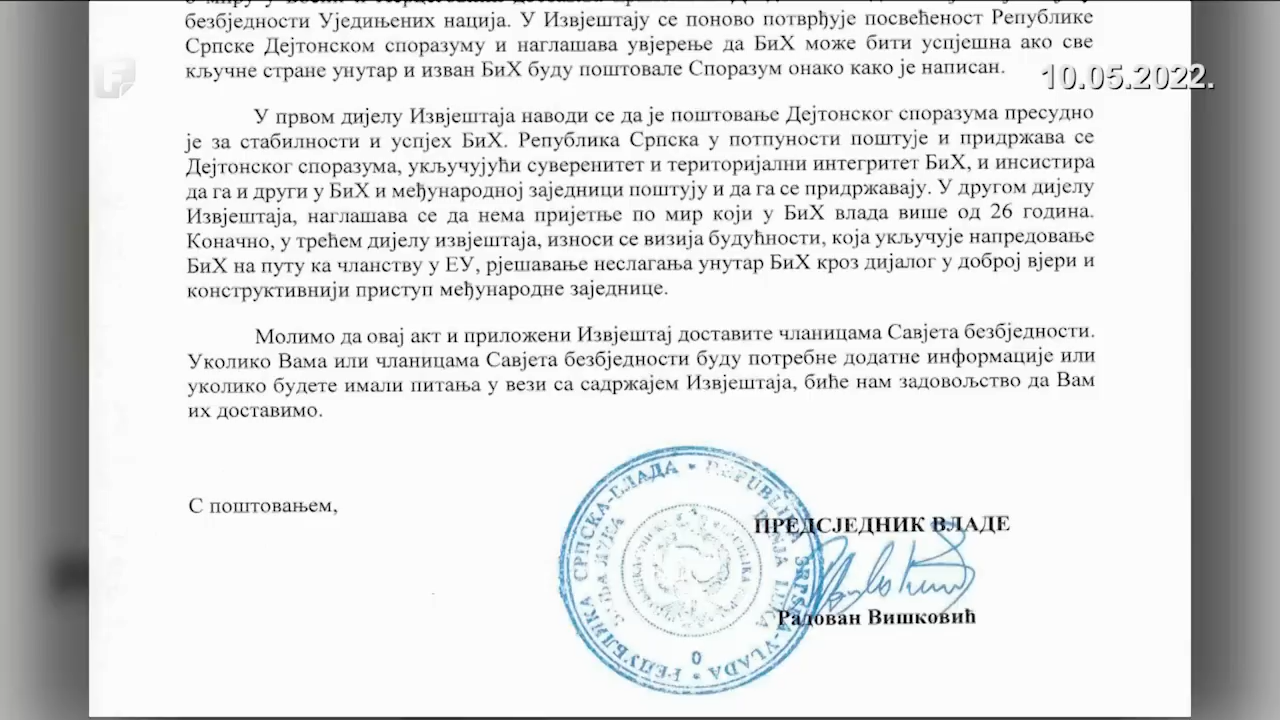 безбједности Уједињених нација. У Извјештају се поново потврђује посвећеност Републике
Српске Дејтонском споразуму и наглашава увјерење да БиХ може бити успјешна ако све
кључне стране унутар и изван БиХ буду поштовале Споразум онако како је написан.
10.05.2022.
У првом дијелу Извјештаја наводи се да је поштовање Дејтонског споразума пресудно
је за стабилности и успјех БиХ. Република Српска у потпуности поштује и придржава се
Дејтонског споразума, укључујући суверенитет и територијални интегритет БиХ, и инсистира
да га и други у БиХ и међународној заједници поштују и да га се придржавају. У другом дијелу
Извјештаја, наглашава се да нема пријетње по мир који у БиХ влада више од 26 година.
Коначно, у трећем дијелу извјештаја, износи се визија будућности, која укључује напредовање
БиХ на путу ка чланству у ЕУ, рјешавање неслагања унутар БиХ кроз дијалог у доброј вјери и
конструктивнији приступ међународне заједнице.
Молимо да овај акт и приложени Извјештај доставите чланицама Савјета безбједности.
Уколико Вама или чланицама Савјета безбједности буду потребне додатне информације или
уколико будете имали питања у вези са садржајем Извјештаја, биће нам задовољство да Вам
их доставимо.
С поштовањем,
ПРЕДСЈЕДНИК ВЛАДЕ
Радован Вишковић
РЕПУБЛИКА СРПСКА-ВЛАДА • REPUBLIKA SRPSKA-VLADA •